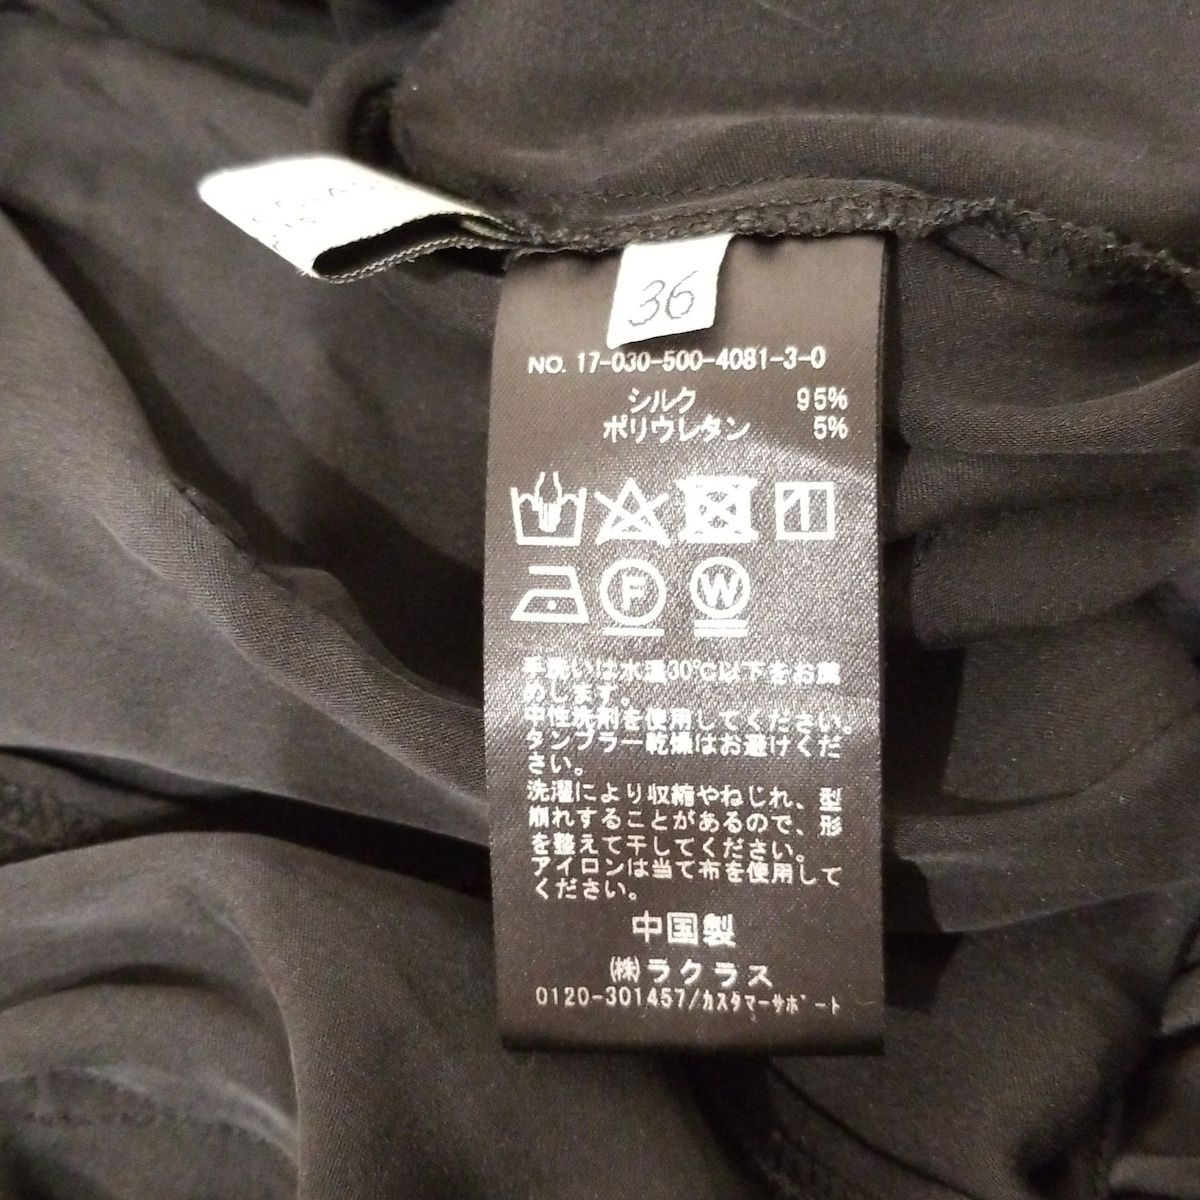 36
NO. 17-030-500-4081-3-0
シルク 95%
ポリウレタン 5%
F W
手洗いは水温30℃以下をお薦
めします。
中性洗剤を使用してください。
タンブラー乾燥はお避けくだ
さい。
洗濯により収縮やねじれ、型
崩れすることがあるので、形
を整えて干してください。
アイロンは当て布を使用して
ください。
中国製
(株)ラクラス
0120-301457/カスタマーサポート